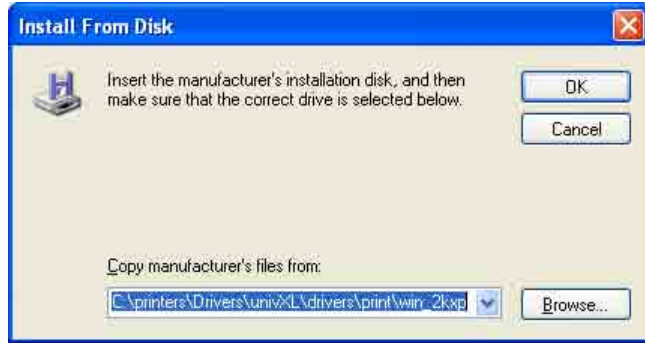 Install From Disk
Insert the manufacturer's installation disk, and then
make sure that the correct drive is selected below.
OK
Cancel
Copy manufacturer's files from:
C:\printers\Drivers\univXL\drivers\print\win_2kxp
Browse...